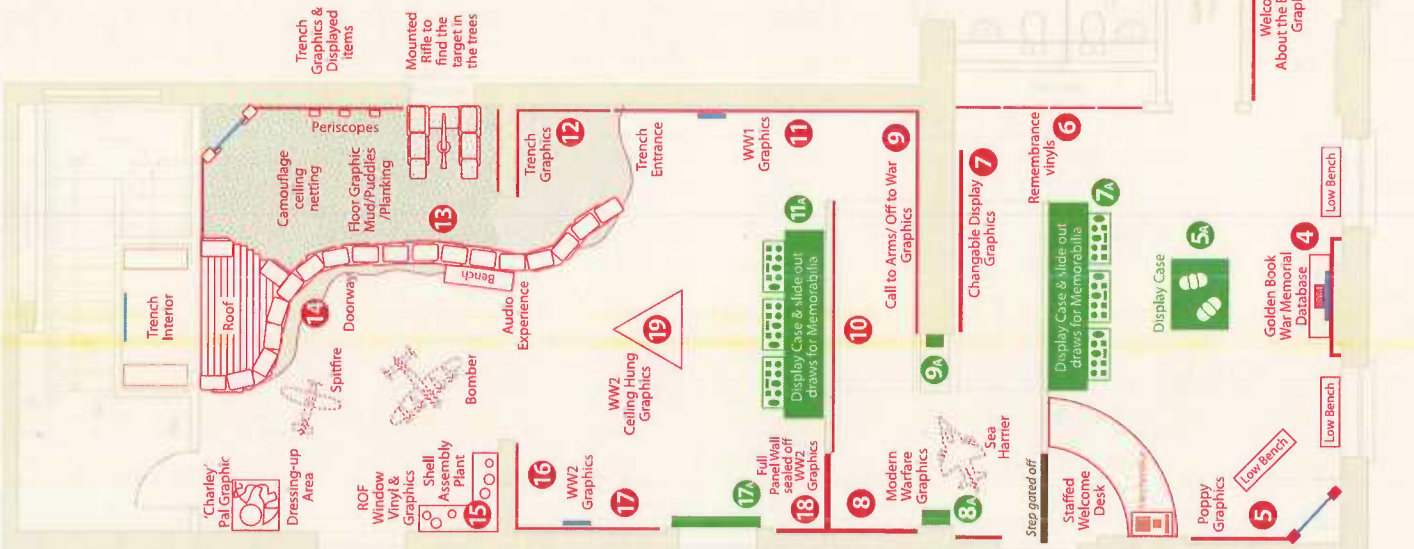 Trench
Graphics &
Displayed
items
Mounted
Rifle to
find the
target in
the trees
Periscopes
Camouflage
ceiling
netting
Floor Graphic
Mud/Puddles
/Planking
13
Trench
Graphics
12
Trench
Entrance
WW1
Graphics
11
Trench
Interior
Roof
14
Doorway
Bench
Audio
Experience
Spitfire
Bomber
'Charley'
Pal Graphic
Dressing-up
Area
ROF
Window
Vinyl &
Graphics
Shell
Assembly
Plant
15
16
WW2
Graphics
17
WW2
Ceiling Hung
Graphics
19
11A
Display Case & slide out
draws for Memorabilia
10
17A
Full
Panel Wall
sealed off
WW2
Graphics
18
8
Modern
Warfare
Graphics
8A
Sea
Harrier
9
Call to Arms/ Off to War
Graphics
9A
7
Changable Display
Graphics
Remembrance
vinyls
6
7A
Display Case & slide out
draws for Memorabilia
Step gated off
Staffed
Welcome
Desk
Display Case
5A
Poppy
Graphics
5
Low Bench
Low Bench
Golden Book
War Memorial
Database
4
Low Bench
Welco
About the B
Graph